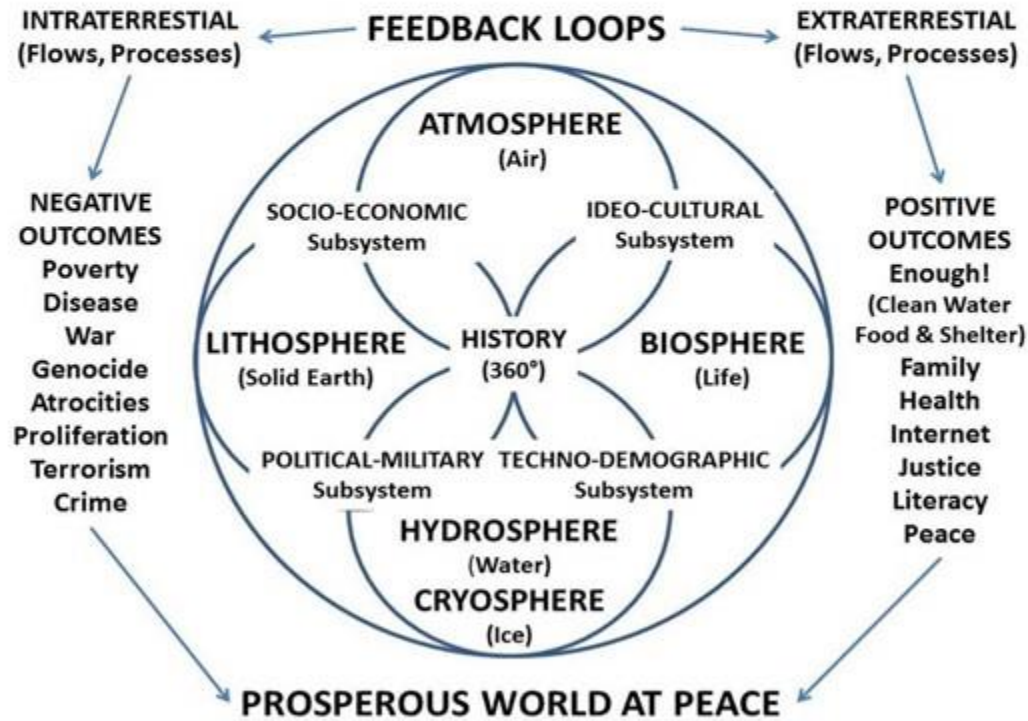 INTRATERRESTIAL
(Flows, Processes)
FEEDBACK LOOPS
EXTRATERRESTIAL
(Flows, Processes)
ATMOSPHERE
(Air)
SOCIO-ECONOMIC
Subsystem
IDEO-CULTURAL
Subsystem
NEGATIVE
OUTCOMES
Poverty
Disease
War
Genocide
Atrocities
Proliferation
Terrorism
Crime
LITHOSPHERE
(Solid Earth)
HISTORY
(360°)
BIOSPHERE
(Life)
POSITIVE
OUTCOMES
Enough!
(Clean Water
Food & Shelter)
Family
Health
Internet
Justice
Literacy
Peace
POLITICAL-MILITARY
Subsystem
TECHNO-DEMOGRAPHIC
Subsystem
HYDROSPHERE
(Water)
CRYOSPHERE
(Ice)
PROSPEROUS WORLD AT PEACE